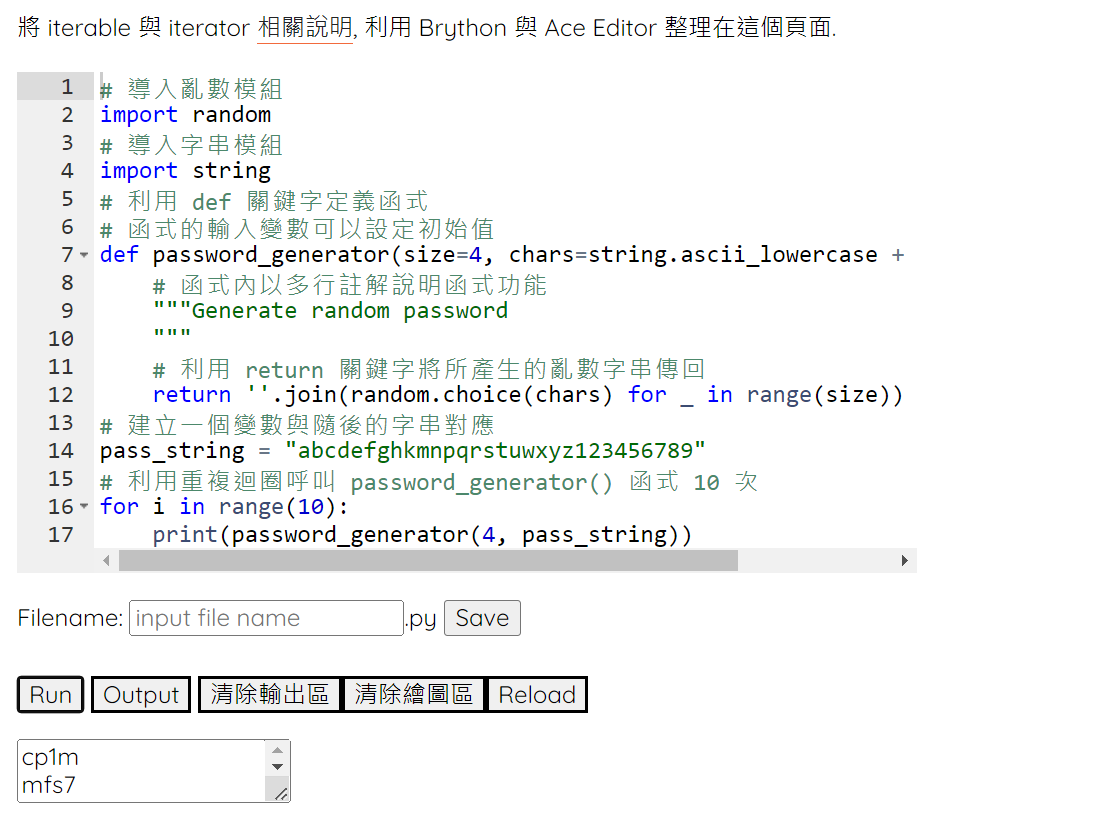 將 iterable 與 iterator 相關說明, 利用 Brython 與 Ace Editor 整理在這個頁面.
1 # 導入亂數模組
2 import random
3 # 導入字串模組
4 import string
5 # 利用 def 關鍵字定義函式
6 # 函式的輸入變數可以設定初始值
7 def password_generator(size=4, chars=string.ascii_lowercase +
8 # 函式內以多行註解說明函式功能
9 """Generate random password
10 """
11 # 利用 return 關鍵字將所產生的亂數字串傳回
12 return ''.join(random.choice(chars) for _ in range(size))
13 # 建立一個變數與隨後的字串對應
14 pass_string = "abcdefghkmnpqrstuwxyz123456789"
15 # 利用重複迴圈呼叫 password_generator() 函式 10 次
16 for i in range(10):
17 print(password_generator(4, pass_string))
Filename: input file name .py Save
Run Output 清除輸出區 清除繪圖區 Reload
cp1m
mfs7